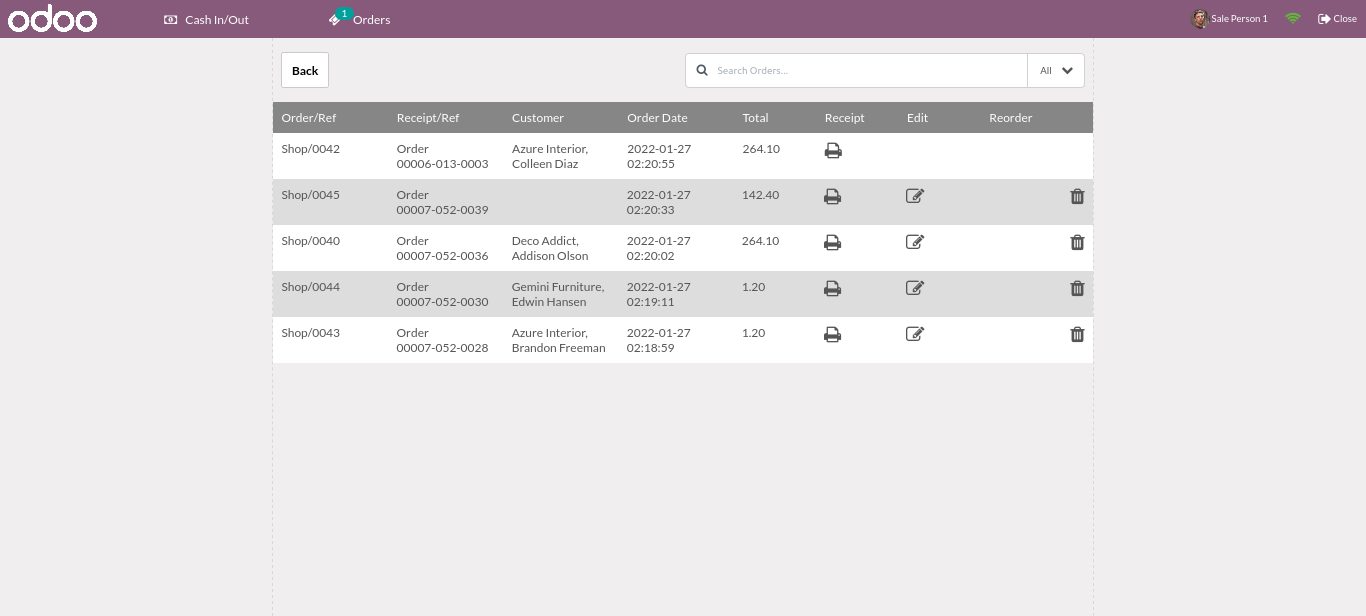 odoo Cash In/Out 1 Orders Sale Person 1 Close
Back Search Orders... All
Order/Ref Receipt/Ref Customer Order Date Total Receipt Edit Reorder
Shop/0042 Order Azure Interior, 2022-01-27 264.10
00006-013-0003 Colleen Diaz 02:20:55
Shop/0045 Order 2022-01-27 142.40
00007-052-0039 02:20:33
Shop/0040 Order Deco Addict, 2022-01-27 264.10
00007-052-0036 Addison Olson 02:20:02
Shop/0044 Order Gemini Furniture, 2022-01-27 1.20
00007-052-0030 Edwin Hansen 02:19:11
Shop/0043 Order Azure Interior, 2022-01-27 1.20
00007-052-0028 Brandon Freeman 02:18:59